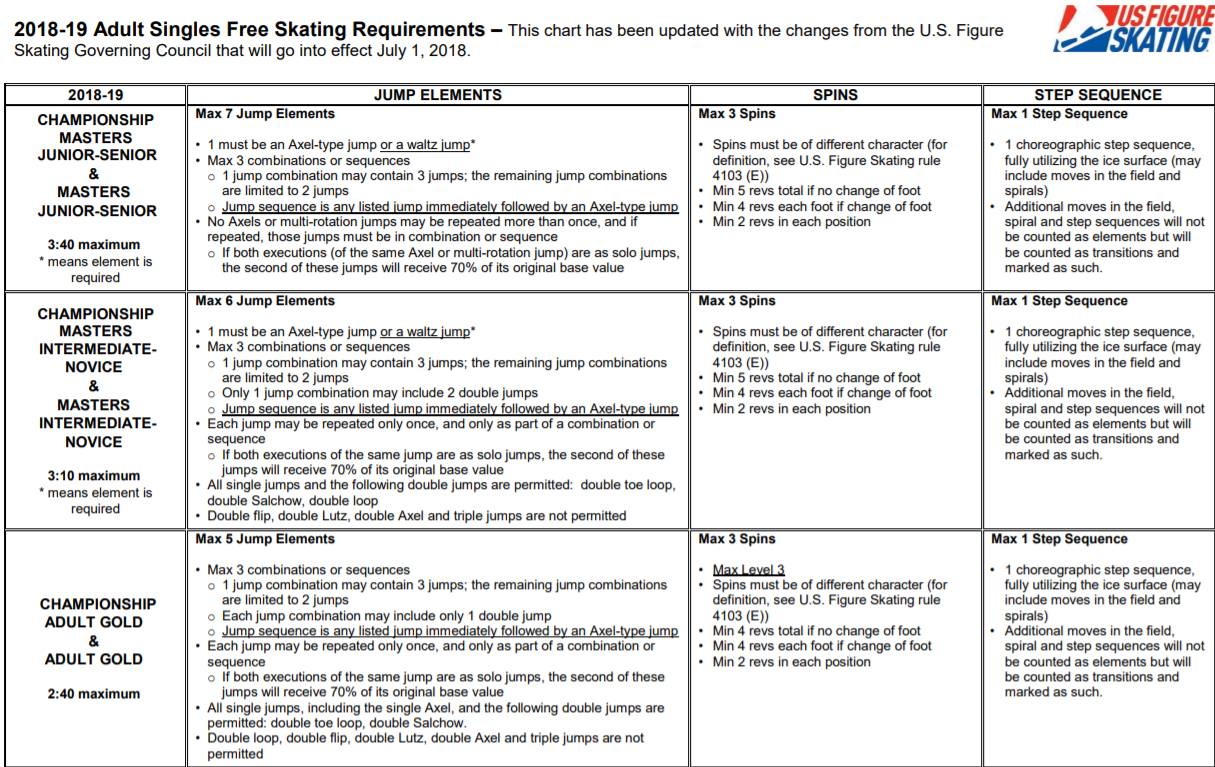 2018-19 Adult Singles Free Skating Requirements – This chart has been updated with the changes from the U.S. Figure
Skating Governing Council that will go into effect July 1, 2018.
US FIGURE
SKATING
2018-19
JUMP ELEMENTS
SPINS
STEP SEQUENCE
CHAMPIONSHIP
MASTERS
JUNIOR-SENIOR
&
MASTERS
JUNIOR-SENIOR
3:40 maximum
* means element is
required
Max 7 Jump Elements
• 1 must be an Axel-type jump or a waltz jump*
• Max 3 combinations or sequences
o 1 jump combination may contain 3 jumps; the remaining jump combinations
are limited to 2 jumps
o Jump sequence is any listed jump immediately followed by an Axel-type jump
• No Axels or multi-rotation jumps may be repeated more than once, and if
repeated, those jumps must be in combination or sequence
o If both executions (of the same Axel or multi-rotation jump) are as solo jumps,
the second of these jumps will receive 70% of its original base value
Max 3 Spins
• Spins must be of different character (for
definition, see U.S. Figure Skating rule
4103 (E))
• Min 5 revs total if no change of foot
• Min 4 revs each foot if change of foot
• Min 2 revs in each position
Max 1 Step Sequence
• 1 choreographic step sequence,
fully utilizing the ice surface (may
include moves in the field and
spirals)
• Additional moves in the field,
spiral and step sequences will not
be counted as elements but will
be counted as transitions and
marked as such.
CHAMPIONSHIP
MASTERS
INTERMEDIATE-
NOVICE
&
MASTERS
INTERMEDIATE-
NOVICE
3:10 maximum
* means element is
required
Max 6 Jump Elements
• 1 must be an Axel-type jump or a waltz jump*
• Max 3 combinations or sequences
o 1 jump combination may contain 3 jumps; the remaining jump combinations
are limited to 2 jumps
o Only 1 jump combination may include 2 double jumps
o Jump sequence is any listed jump immediately followed by an Axel-type jump
• Each jump may be repeated only once, and only as part of a combination or
sequence
o If both executions of the same jump are as solo jumps, the second of these
jumps will receive 70% of its original base value
• All single jumps and the following double jumps are permitted: double toe loop,
double Salchow, double loop
• Double flip, double Lutz, double Axel and triple jumps are not permitted
Max 3 Spins
• Spins must be of different character (for
definition, see U.S. Figure Skating rule
4103 (E))
• Min 5 revs total if no change of foot
• Min 4 revs each foot if change of foot
• Min 2 revs in each position
Max 1 Step Sequence
• 1 choreographic step sequence,
fully utilizing the ice surface (may
include moves in the field and
spirals)
• Additional moves in the field,
spiral and step sequences will not
be counted as elements but will
be counted as transitions and
marked as such.
CHAMPIONSHIP
ADULT GOLD
&
ADULT GOLD
2:40 maximum
Max 5 Jump Elements
• Max 3 combinations or sequences
o 1 jump combination may contain 3 jumps; the remaining jump combinations
are limited to 2 jumps
o Each jump combination may include only 1 double jump
o Jump sequence is any listed jump immediately followed by an Axel-type jump
• Each jump may be repeated only once, and only as part of a combination or
sequence
o If both executions of the same jump are as solo jumps, the second of these
jumps will receive 70% of its original base value
• All single jumps, including the single Axel, and the following double jumps are
permitted: double toe loop, double Salchow.
• Double loop, double flip, double Lutz, double Axel and triple jumps are not
permitted
Max 3 Spins
• Max Level 3
• Spins must be of different character (for
definition, see U.S. Figure Skating rule
4103 (E))
• Min 4 revs total if no change of foot
• Min 4 revs each foot if change of foot
• Min 2 revs in each position
Max 1 Step Sequence
• 1 choreographic step sequence,
fully utilizing the ice surface (may
include moves in the field and
spirals)
• Additional moves in the field,
spiral and step sequences will not
be counted as elements but will
be counted as transitions and
marked as such.